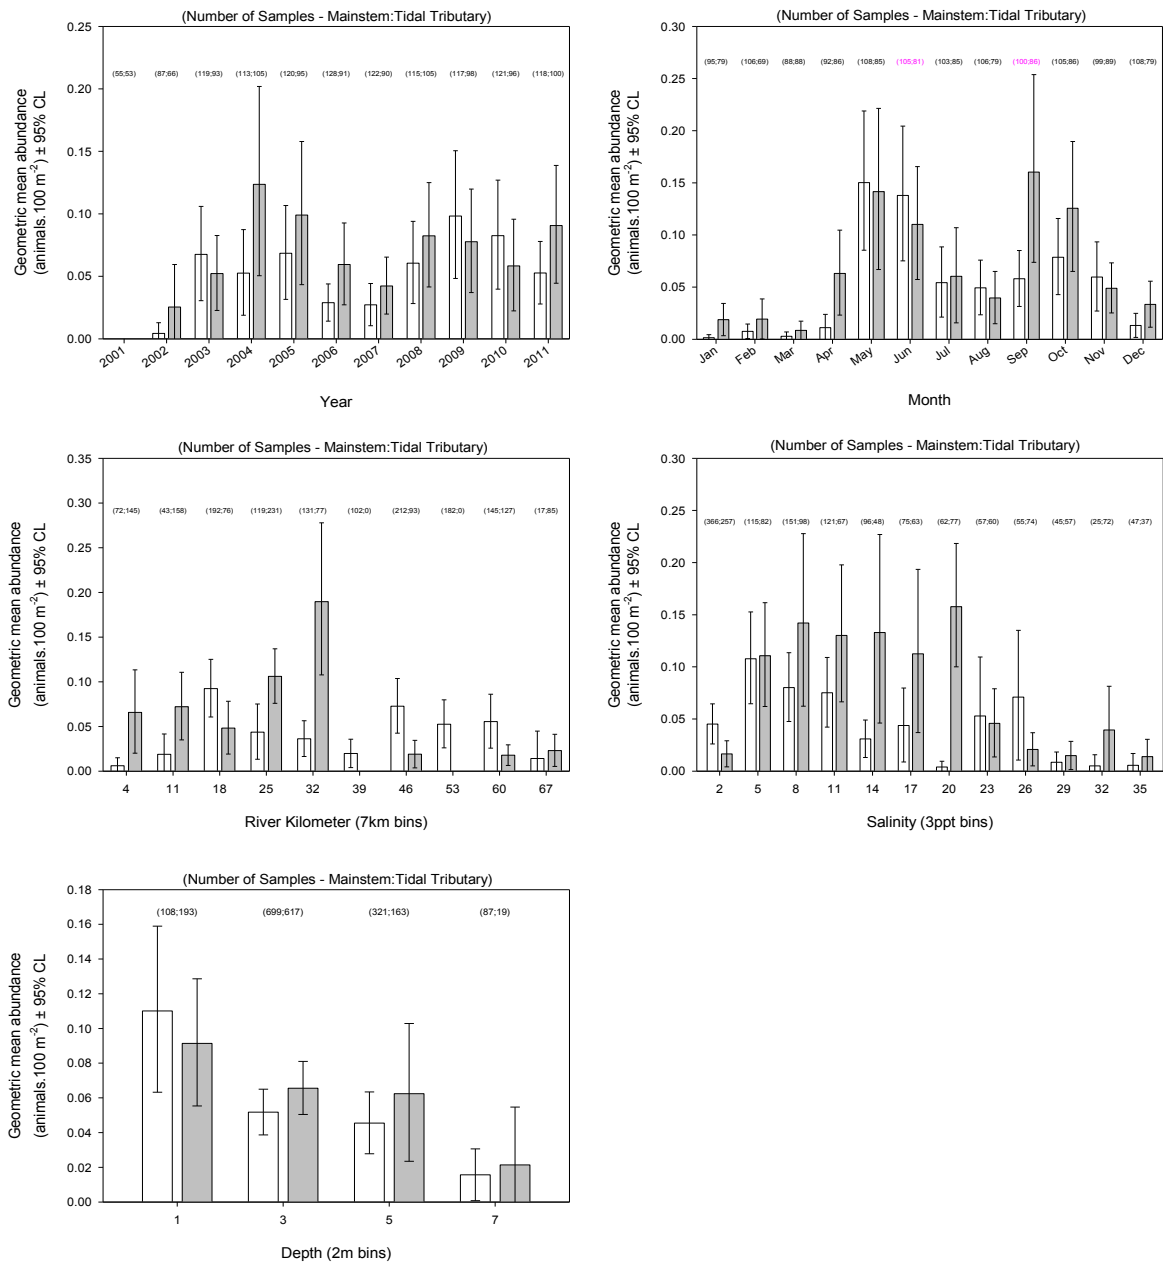 (Number of Samples - Mainstem:Tidal Tributary)
(55;53) (87;66) (119;93) (113;105) (120;95) (128;91) (122;90) (115;105) (117;98) (121;96) (118;100)
Geometric mean abundance
(animals.100 m⁻²) ± 95% CL
0.25
0.20
0.15
0.10
0.05
0.00
2001 2002 2003 2004 2005 2006 2007 2008 2009 2010 2011
Year
(Number of Samples - Mainstem:Tidal Tributary)
(95;79) (106;69) (88;88) (92;86) (108;85) (105;81) (103;85) (106;79) (100;86) (105;86) (99;89) (108;79)
Geometric mean abundance
(animals.100 m⁻²) ± 95% CL
0.30
0.25
0.20
0.15
0.10
0.05
0.00
Jan Feb Mar Apr May Jun Jul Aug Sep Oct Nov Dec
Month
(Number of Samples - Mainstem:Tidal Tributary)
(72;145) (43;158) (192;76) (119;231) (131;77) (102;0) (212;93) (182;0) (145;127) (17;85)
Geometric mean abundance
(animals.100 m⁻²) ± 95% CL
0.35
0.30
0.25
0.20
0.15
0.10
0.05
0.00
4 11 18 25 32 39 46 53 60 67
River Kilometer (7km bins)
(Number of Samples - Mainstem:Tidal Tributary)
(366;257) (115;82) (151;98) (121;67) (96;48) (75;63) (62;77) (57;60) (55;74) (45;57) (25;72) (47;37)
Geometric mean abundance
(animals.100 m⁻²) ± 95% CL
0.30
0.25
0.20
0.15
0.10
0.05
0.00
2 5 8 11 14 17 20 23 26 29 32 35
Salinity (3ppt bins)
(Number of Samples - Mainstem:Tidal Tributary)
(108;193) (699;617) (321;163) (87;19)
Geometric mean abundance
(animals.100 m⁻²) ± 95% CL
0.18
0.16
0.14
0.12
0.10
0.08
0.06
0.04
0.02
0.00
1 3 5 7
Depth (2m bins)